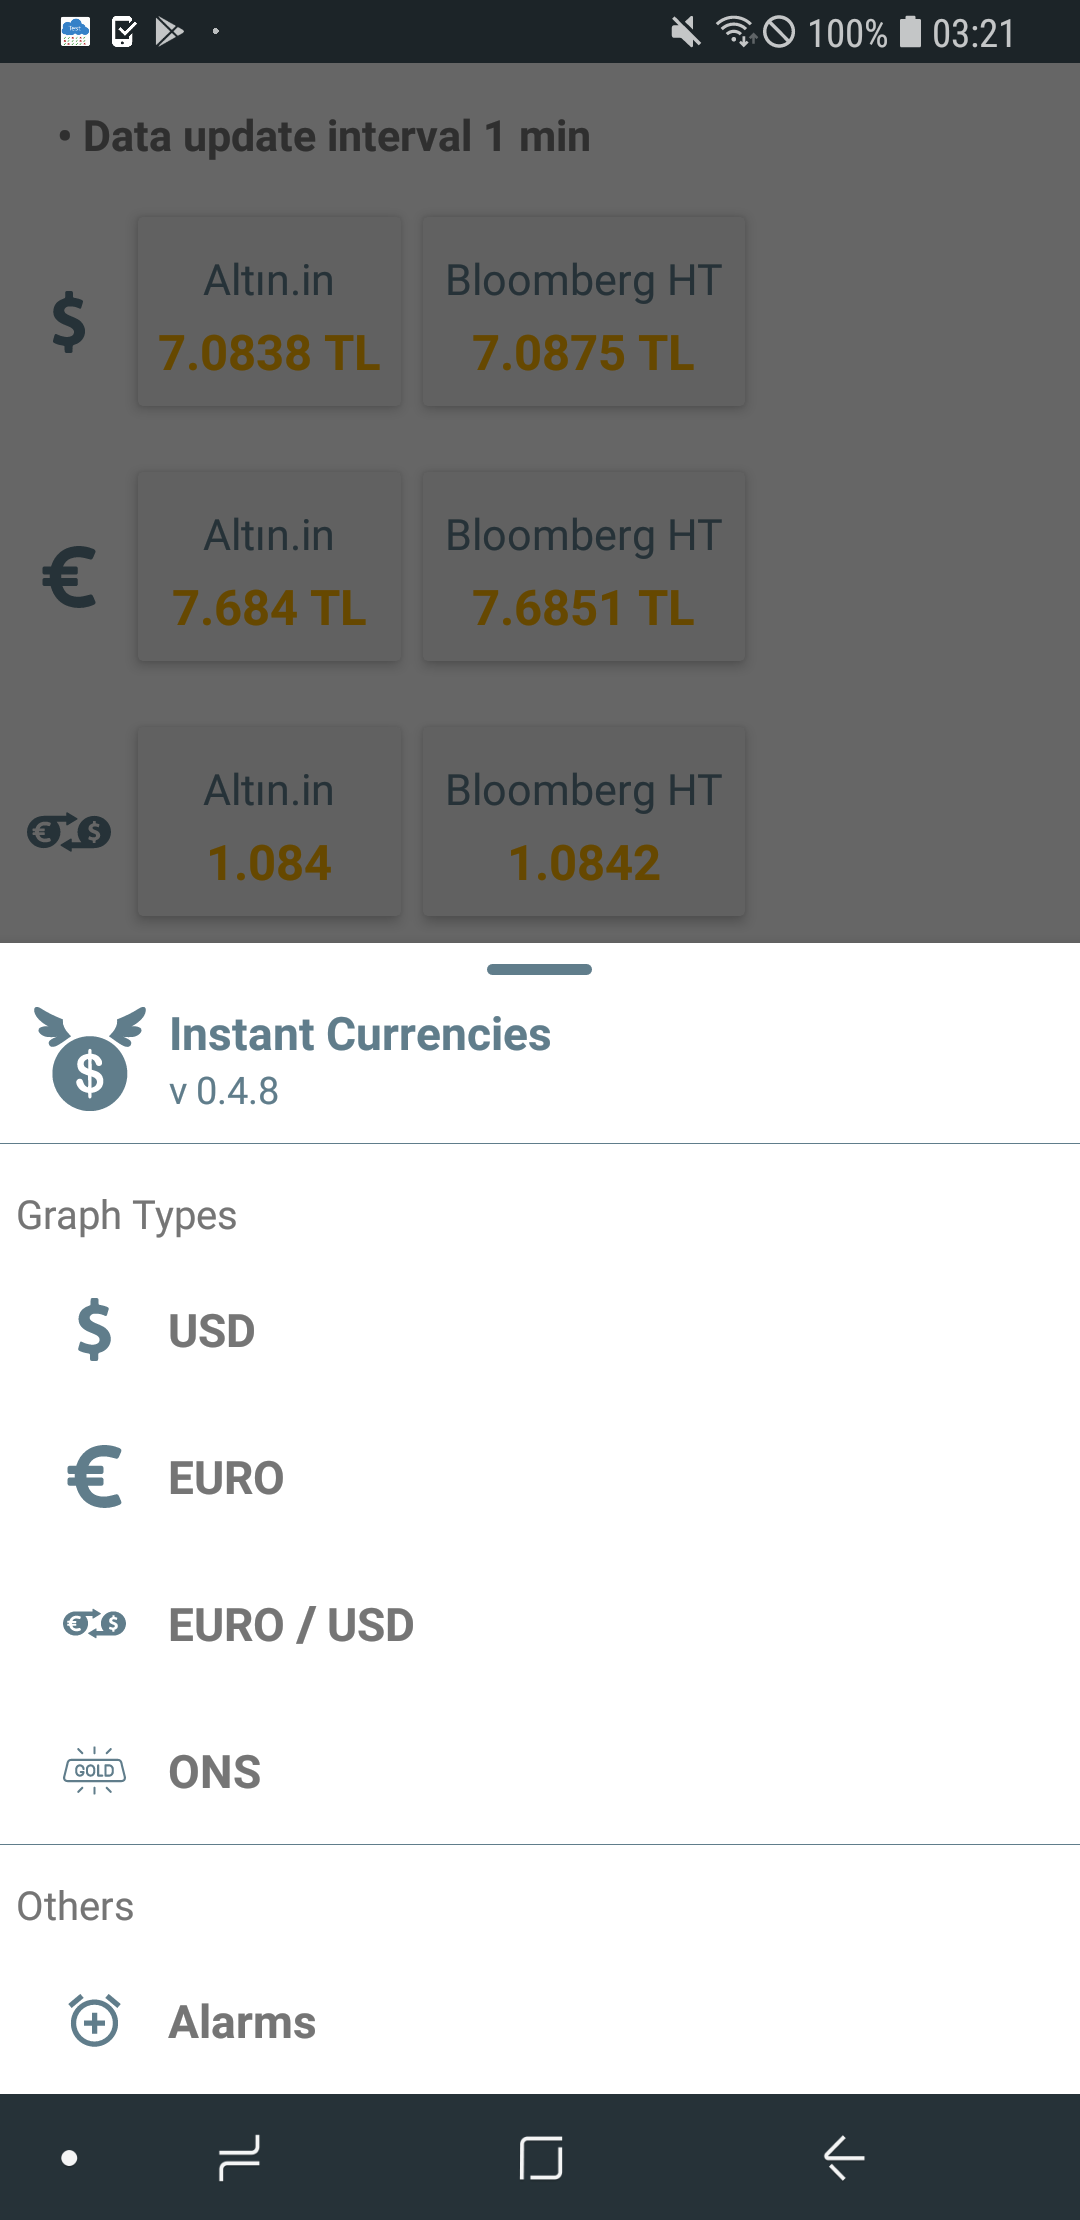 100% 03:21
• Data update interval 1 min
Altın.in Bloomberg HT
$ 7.0838 TL 7.0875 TL
Altın.in Bloomberg HT
€ 7.684 TL 7.6851 TL
Altın.in Bloomberg HT
€ $ 1.084 1.0842
$ Instant Currencies
v 0.4.8
Graph Types
$ USD
€ EURO
€ $ EURO / USD
GOLD ONS
Others
Alarms